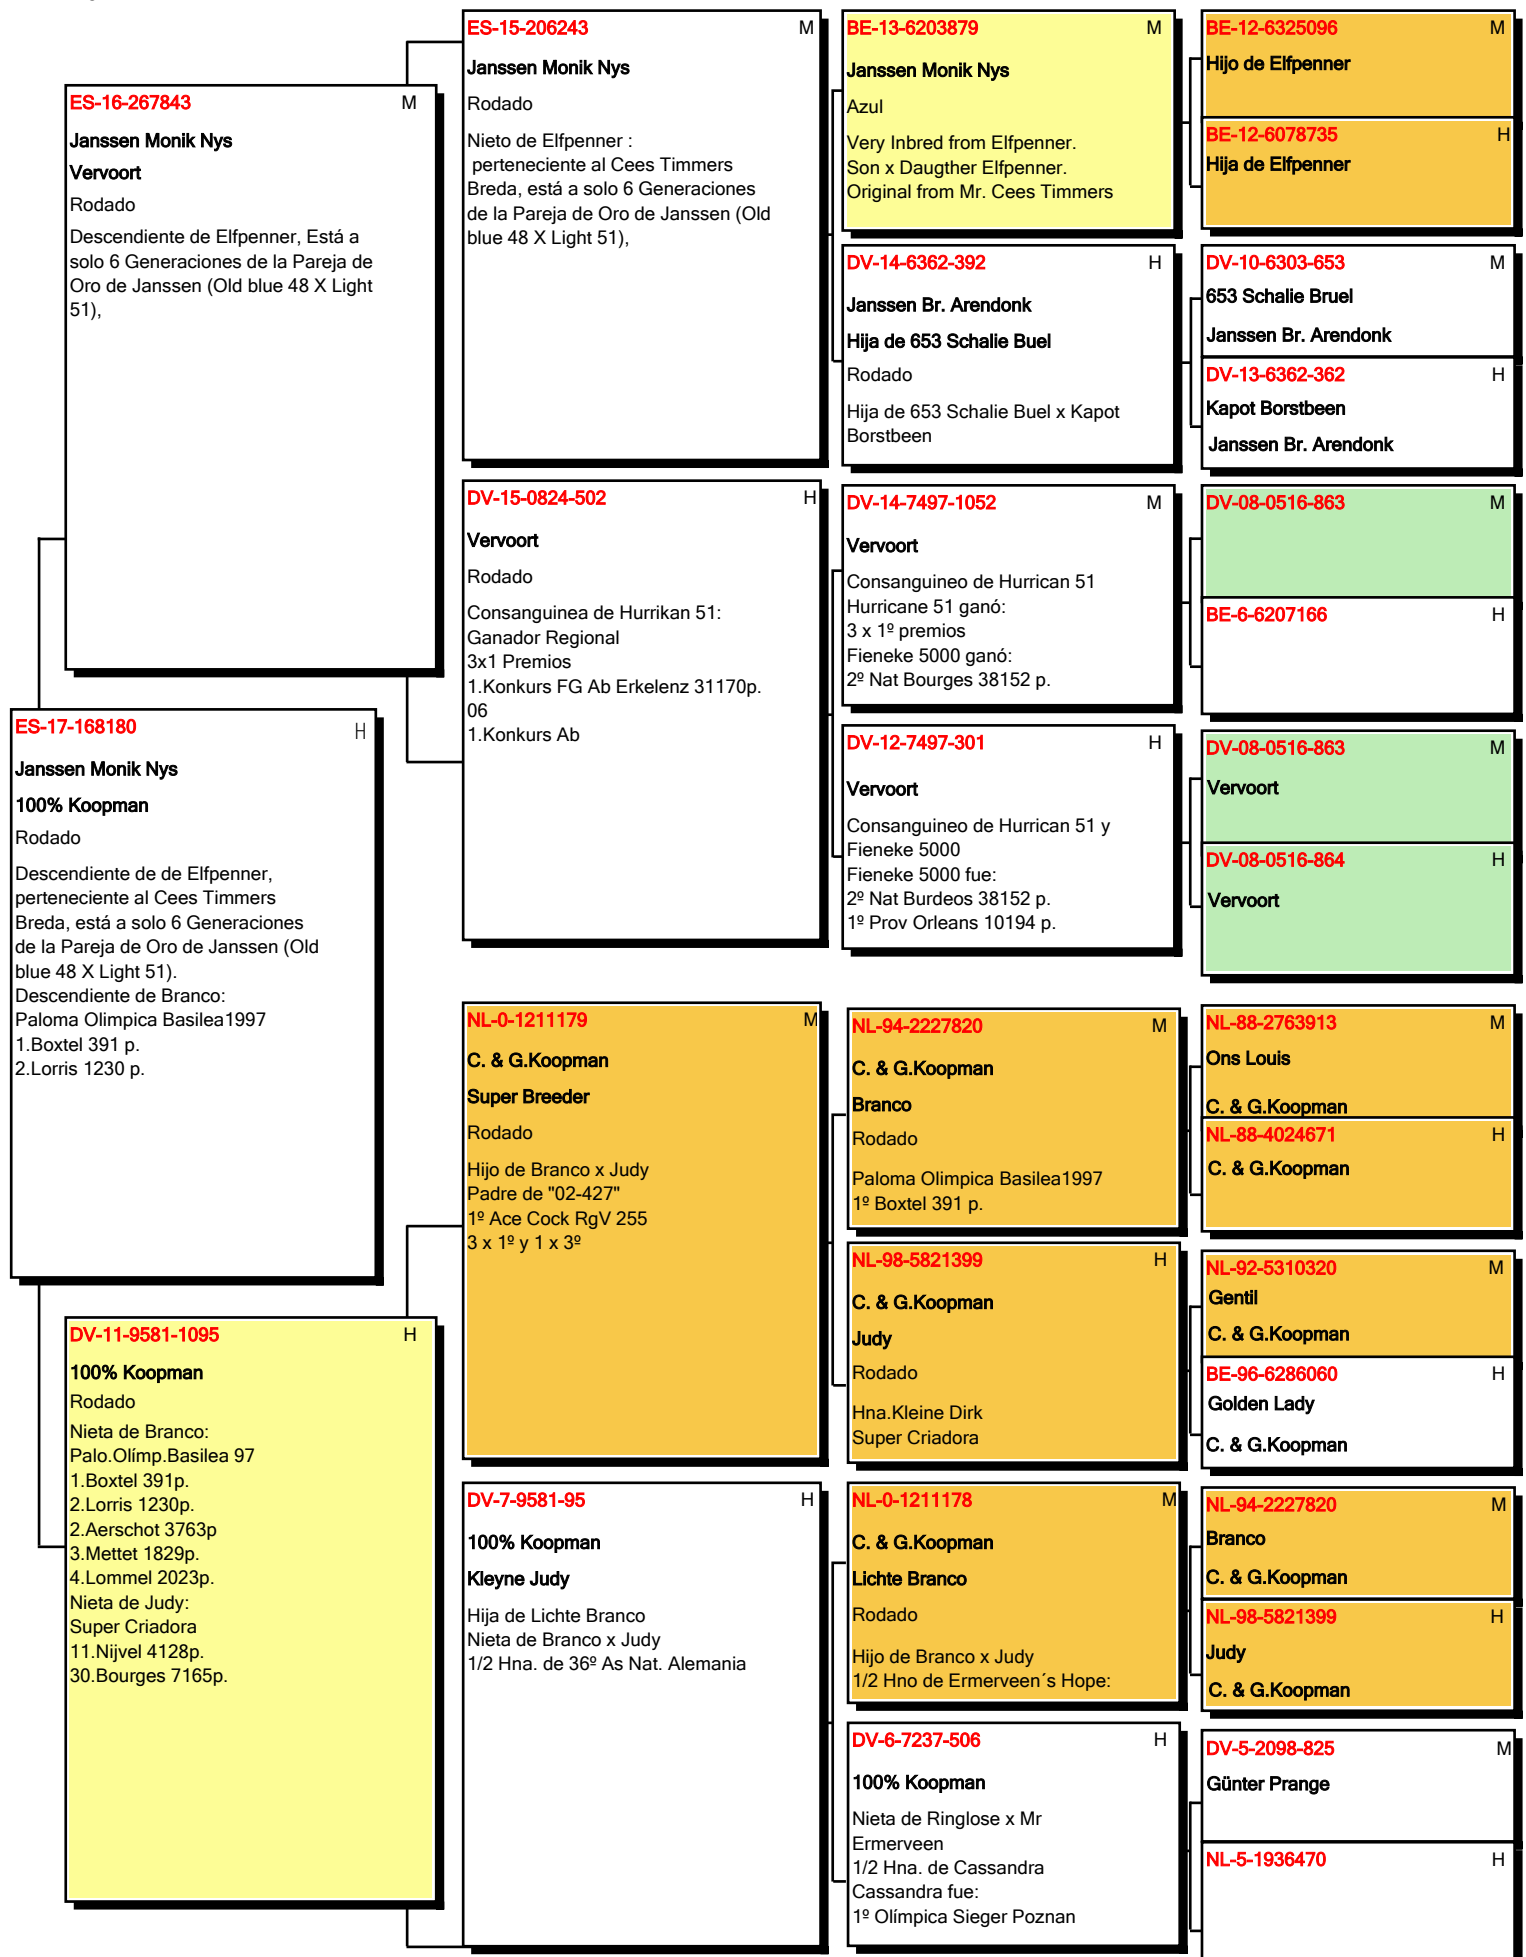 ES-17-168180 H
Janssen Monik Nys
100% Koopman
Rodado
Descendiente de de Elfpenner,
perteneciente al Cees Timmers
Breda, está a solo 6 Generaciones
de la Pareja de Oro de Janssen (Old
blue 48 X Light 51).
Descendiente de Branco:
Paloma Olimpica Basilea1997
1.Boxtel 391 p.
2.Lorris 1230 p.
ES-16-267843 M
Janssen Monik Nys
Vervoort
Rodado
Descendiente de Elfpenner, Está a
solo 6 Generaciones de la Pareja de
Oro de Janssen (Old blue 48 X Light
51),
DV-11-9581-1095 H
100% Koopman
Rodado
Nieta de Branco:
Palo.Olímp.Basilea 97
1.Boxtel 391p.
2.Lorris 1230p.
2.Aerschot 3763p
3.Mettet 1829p.
4.Lommel 2023p.
Nieta de Judy:
Super Criadora
11.Nijvel 4128p.
30.Bourges 7165p.
ES-15-206243 M
Janssen Monik Nys
Rodado
Nieto de Elfpenner :
perteneciente al Cees Timmers
Breda, está a solo 6 Generaciones
de la Pareja de Oro de Janssen (Old
blue 48 X Light 51),
DV-15-0824-502 H
Vervoort
Rodado
Consanguinea de Hurrikan 51:
Ganador Regional
3x1 Premios
1.Konkurs FG Ab Erkelenz 31170p.
06
1.Konkurs Ab
NL-0-1211179 M
C. & G.Koopman
Super Breeder
Rodado
Hijo de Branco x Judy
Padre de "02-427"
1º Ace Cock RgV 255
3 x 1º y 1 x 3º
DV-7-9581-95 H
100% Koopman
Kleyne Judy
Hija de Lichte Branco
Nieta de Branco x Judy
1/2 Hna. de 36º As Nat. Alemania
BE-13-6203879 M
Janssen Monik Nys
Azul
Very Inbred from Elfpenner.
Son x Daugther Elfpenner.
Original from Mr. Cees Timmers
DV-14-6362-392 H
Janssen Br. Arendonk
Hija de 653 Schalie Buel
Rodado
Hija de 653 Schalie Buel x Kapot
Borstbeen
DV-14-7497-1052 M
Vervoort
Consanguineo de Hurrican 51
Hurricane 51 ganó:
3 x 1º premios
Fieneke 5000 ganó:
2º Nat Bourges 38152 p.
DV-12-7497-301 H
Vervoort
Consanguineo de Hurrican 51 y
Fieneke 5000
Fieneke 5000 fue:
2º Nat Burdeos 38152 p.
1º Prov Orleans 10194 p.
NL-94-2227820 M
C. & G.Koopman
Branco
Rodado
Paloma Olimpica Basilea1997
1º Boxtel 391 p.
NL-98-5821399 H
C. & G.Koopman
Judy
Rodado
Hna.Kleine Dirk
Super Criadora
NL-0-1211178 M
C. & G.Koopman
Lichte Branco
Rodado
Hijo de Branco x Judy
1/2 Hno de Ermerveen´s Hope:
DV-6-7237-506 H
100% Koopman
Nieta de Ringlose x Mr
Ermerveen
1/2 Hna. de Cassandra
Cassandra fue:
1º Olímpica Sieger Poznan
BE-12-6325096 M
Hijo de Elfpenner
BE-12-6078735 H
Hija de Elfpenner
DV-10-6303-653 M
653 Schalie Bruel
Janssen Br. Arendonk
DV-13-6362-362 H
Kapot Borstbeen
Janssen Br. Arendonk
DV-08-0516-863 M
BE-6-6207166 H
DV-08-0516-863 M
Vervoort
DV-08-0516-864 H
Vervoort
NL-88-2763913 M
Ons Louis
C. & G.Koopman
NL-88-4024671 H
C. & G.Koopman
NL-92-5310320 M
Gentil
C. & G.Koopman
BE-96-6286060 H
Golden Lady
C. & G.Koopman
NL-94-2227820 M
Branco
C. & G.Koopman
NL-98-5821399 H
Judy
C. & G.Koopman
DV-5-2098-825 M
Günter Prange
NL-5-1936470 H